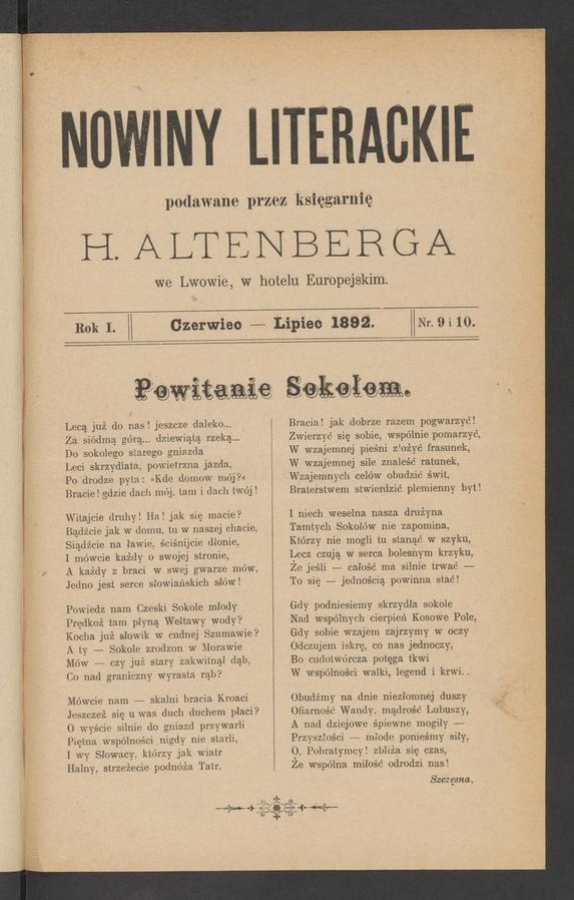 NOWINY LITERACKIE
podawane przez księgarnię
H. ALTENBERGA
we Lwowie, w hotelu Europejskim.
Rok I.
Czerwiec — Lipiec 1892.
Nr. 9 i 10.
Powitanie Sokołom.
Lecą już do nas! jeszcze daleko...
Za siódmą górą... dziewiątą rzeką...
Do sokolego starego gniazda
Leci skrzydlata, powietrzna jazda,
Po drodze pyta: »Kde domow můj?«
Bracie! gdzie dach mój, tam i dach twój!
Witajcie druhy! Ha! jak się macie?
Bądźcie jak w domu, tu w naszej chacie,
Siądźcie na ławie, ściśnijcie dłonie,
I mówcie każdy o swojej stronie,
A każdy z braci w swej gwarze mów,
Jedno jest serce słowiańskich słów!
Powiedz nam Czeski Sokole młody
Prędkoż tam płyną Wełtawy wody?
Kocha już słowik w cudnej Szumawie?
A ty — Sokole zrodzon w Morawie
Mów — czy już stary zakwitnął dąb,
Co nad graniczny wyrasta rąb?
Mówcie nam — skalni bracia Kroaci
Jeszczeż się u was duch duchem płaci?
O wyście silnie do gniazd przywarli
Piętna wspólności nigdy nie starli,
I wy Słowacy, którzy jak wiatr
Halny, strzeżecie podnóża Tatr.
Bracia! jak dobrze razem pogwarzyć!
Zwierzyć się sobie, wspólnie pomarzyć,
W wzajemnej pieśni złożyć frasunek,
W wzajemnej sile znaleść ratunek,
Wzajemnych celów obudzić świt,
Braterstwem stwierdzić plemienny byt!
I niech weselna nasza drużyna
Tamtych Sokołów nie zapomina,
Którzy nie mogli tu stanąć w szyku,
Lecz czują w serca bolesnym krzyku,
Że jeśli — całość ma silnie trwać —
To się — jednością powinna stać!
Gdy podniesiemy skrzydła sokole
Nad wspólnych cierpień Kosowe Pole,
Gdy sobie wzajem zajrzymy w oczy
Odczujem iskrę, co nas jednoczy,
Bo cudotwórcza potęga tkwi
W wspólności walki, legend i krwi..
Obudźmy na dnie niezłomnej duszy
Ofiarność Wandy, mądrość Lubuszy,
A nad dziejowe śpiewne mogiły —
Przyszłości — młode ponieśmy siły,
O, Pobratymcy! zbliża się czas,
Że wspólna miłość odrodzi nas!
Szczęsna.